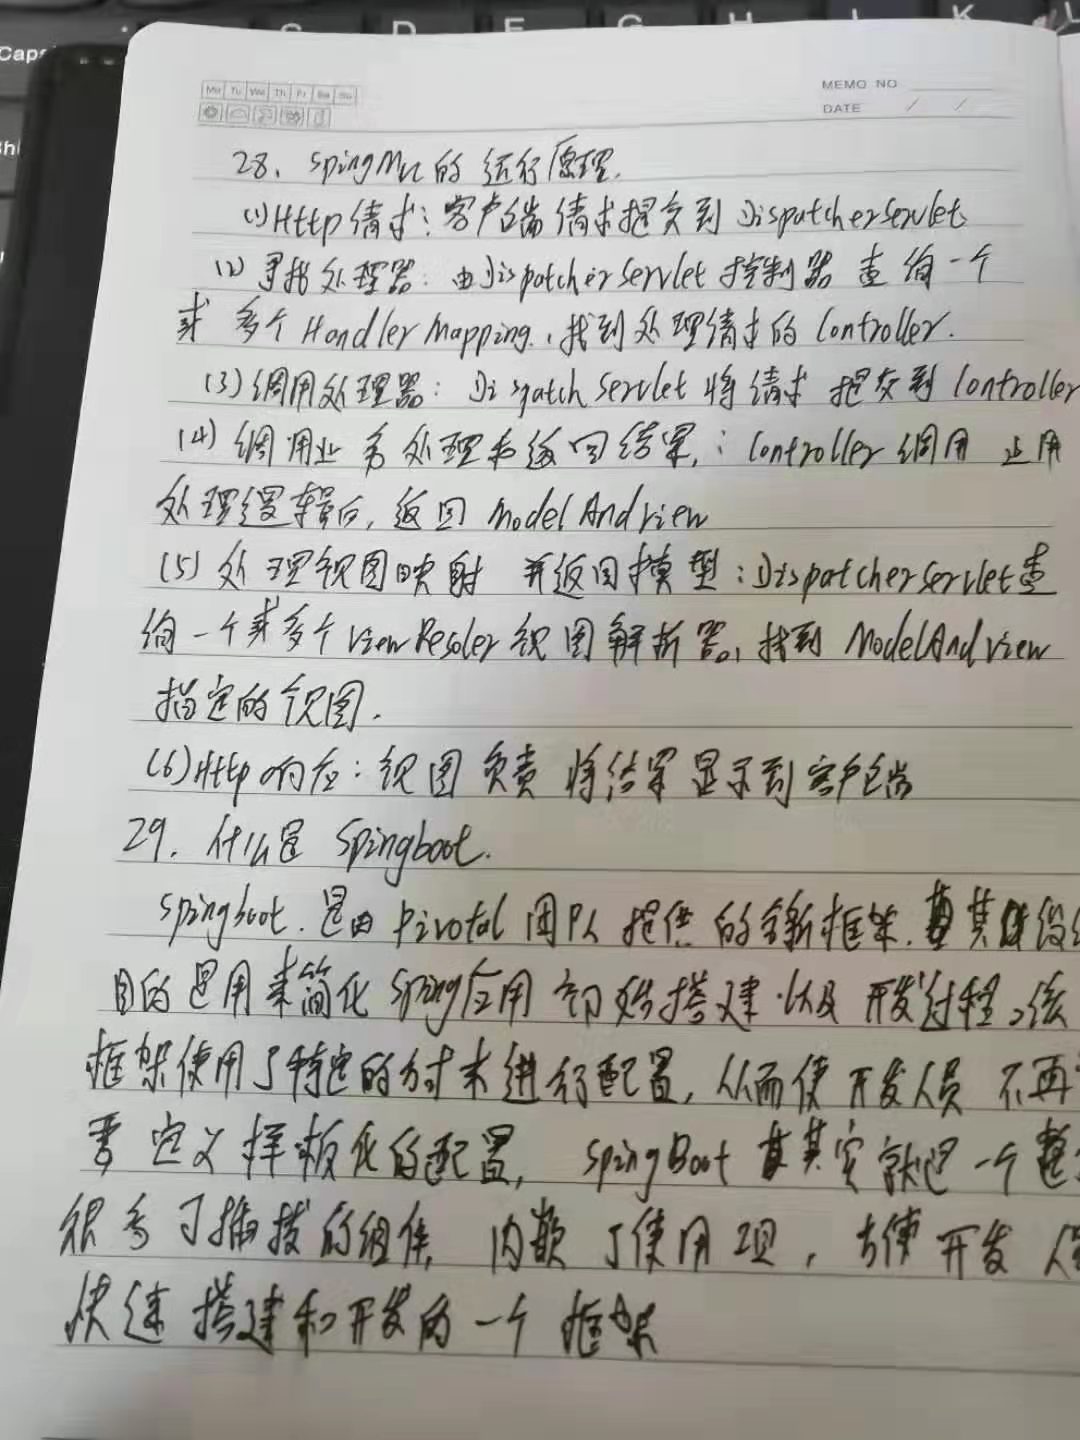 Caps
S D F G H J K L
Sh
Mo Tu We Th Fr Sa Su
MEMO NO
DATE / /
28、SpingMvc的运行原理.
(1)Http请求：客户端请求提交到DispatcherServlet
(2)寻找处理器：由DispatcherServlet控制器查询一个
或多个HandlerMapping.，找到处理请求的Controller.
(3)调用处理器：DispatchServlet将请求提交到Controller
(4)调用业务处理和返回结果,：Controller调用业用
处理逻辑后,返回ModelAndview
(5)处理视图映射并返回模型：DispatcherServlet查
询一个或多个ViewResoler视图解析器，找到ModelAndview
指定的视图.
(6)Http响应：视图负责将结果显示到客户端
29.什么是Spingboot.
Spingboot.是由Pivotal团队提供的全新框架.其设
目的是用来简化Sping应用初始搭建以及开发过程。该
框架使用了特定的方式来进行配置,从而使开发人员不再
要定义样板化的配置, SpingBoot其实就是一个整
很多可插拔的组件,内嵌了使用工具，方便开发人员
快速搭建和开发的一个框架